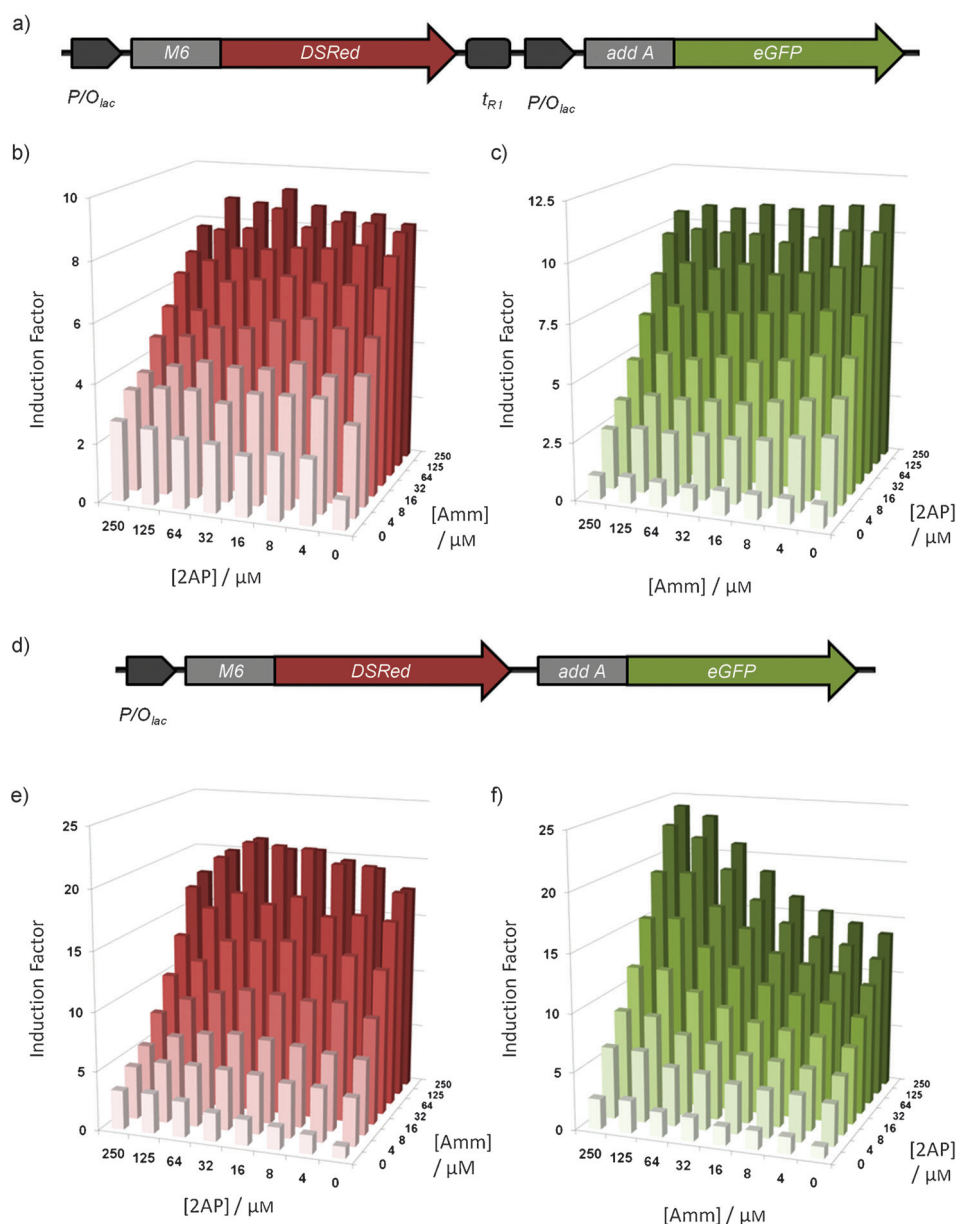 a)
M6 DSRed add A eGFP
P/Olac tR1 P/Olac
b)
Induction Factor
10
8
6
4
2
0
250 125 64 32 16 8 4 0
[2AP] / μM
0 4 8 16 32 64 125 250
[Amm] / μM
c)
Induction Factor
12.5
10
7.5
5
2.5
0
250 125 64 32 16 8 4 0
[Amm] / μM
0 4 8 16 32 64 125 250
[2AP] / μM
d)
M6 DSRed add A eGFP
P/Olac
e)
Induction Factor
25
20
15
10
5
0
250 125 64 32 16 8 4 0
[2AP] / μM
0 4 8 16 32 64 125 250
[Amm] / μM
f)
Induction Factor
25
20
15
10
5
0
250 125 64 32 16 8 4 0
[Amm] / μM
0 4 8 16 32 64 125 250
[2AP] / μM